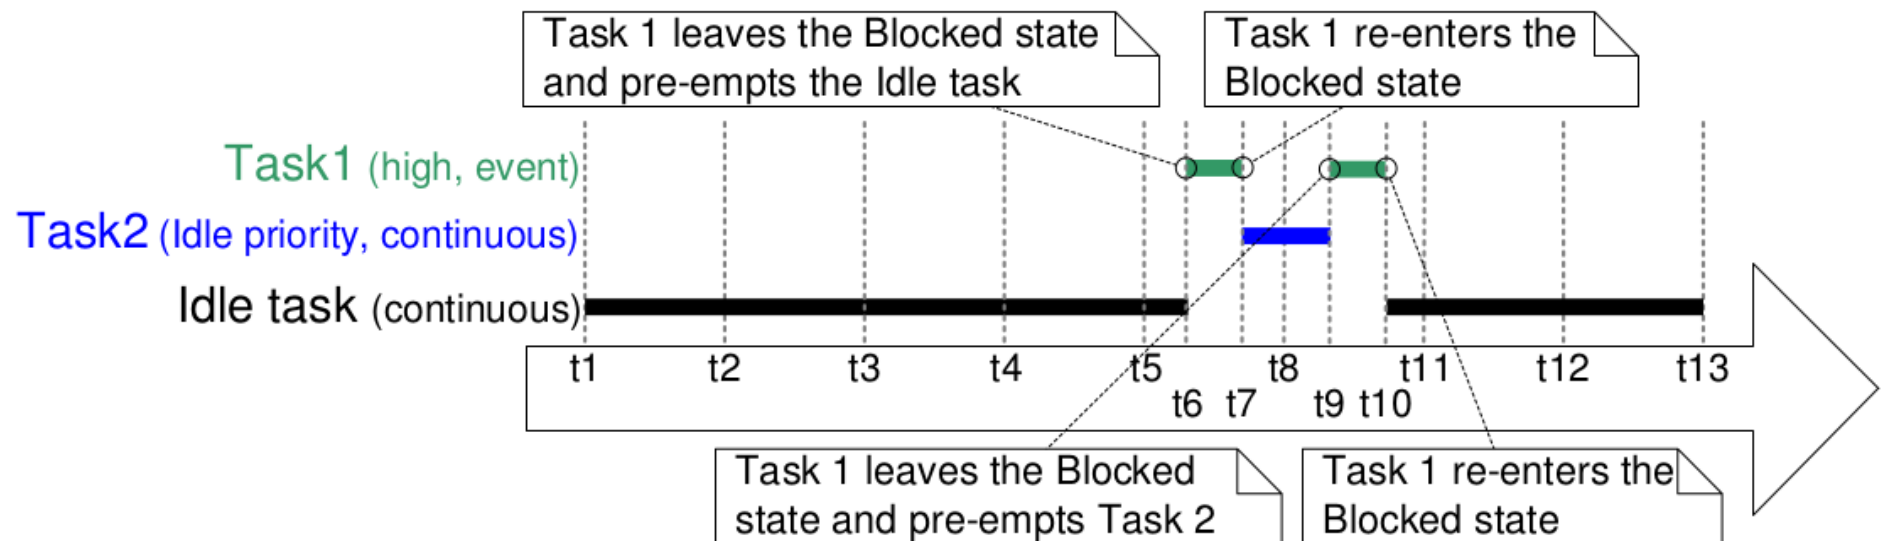 Task 1 leaves the Blocked state
and pre-empts the Idle task
Task 1 re-enters the
Blocked state
Task1 (high, event)
Task2 (Idle priority, continuous)
Idle task (continuous)
t1 t2 t3 t4 t5 t8 t11 t12 t13
t6 t7 t9 t10
Task 1 leaves the Blocked
state and pre-empts Task 2
Task 1 re-enters the
Blocked state